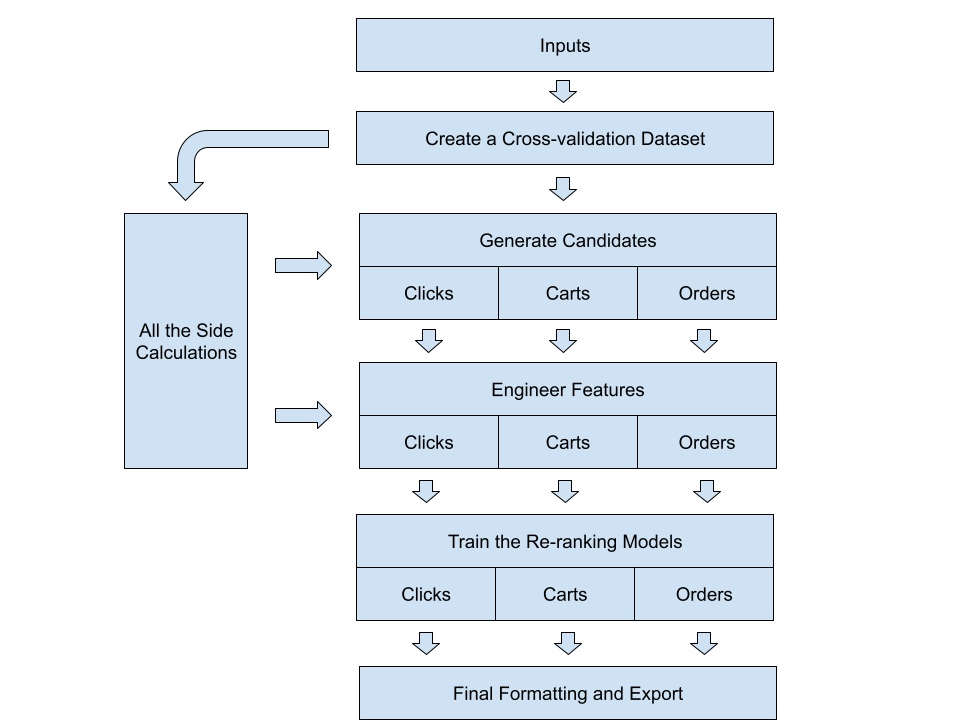 Inputs
Create a Cross-validation Dataset
All the Side
Calculations
Generate Candidates
Clicks
Carts
Orders
Engineer Features
Clicks
Carts
Orders
Train the Re-ranking Models
Clicks
Carts
Orders
Final Formatting and Export